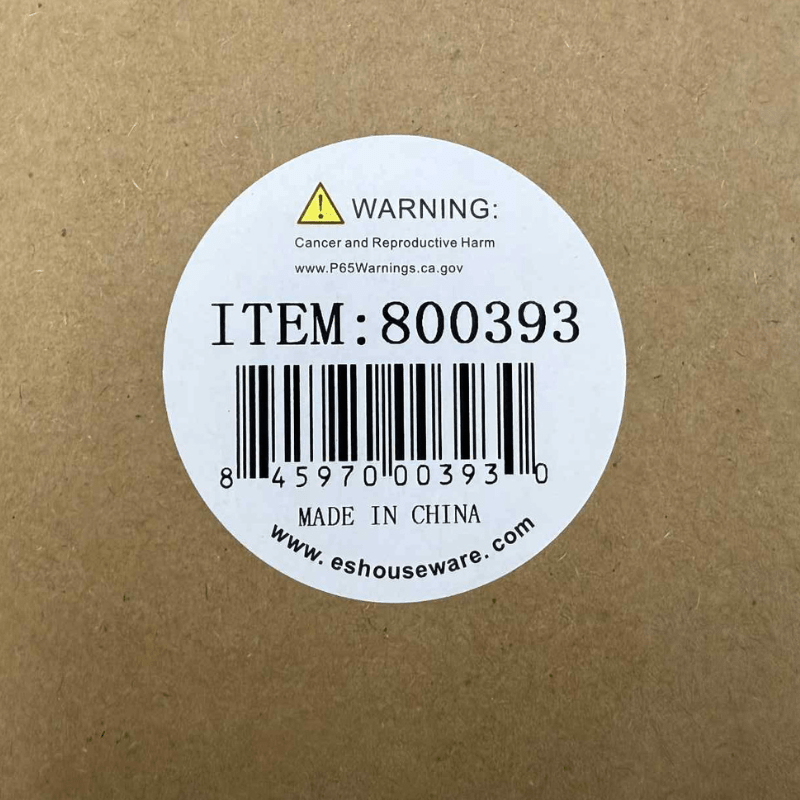 WARNING:
Cancer and Reproductive Harm
www.P65Warnings.ca.gov
ITEM:800393
8 45970 00393 0
MADE IN CHINA
www.eshouseware.com